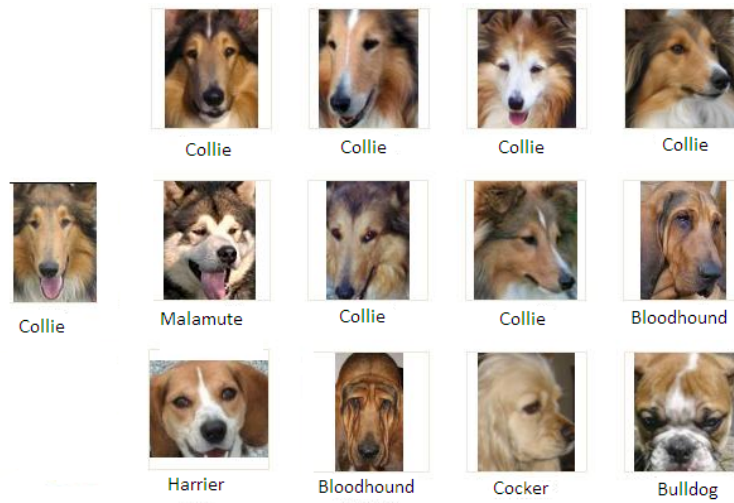 Collie
Collie
Collie
Collie
Collie
Malamute
Collie
Collie
Bloodhound
Harrier
Bloodhound
Cocker
Bulldog